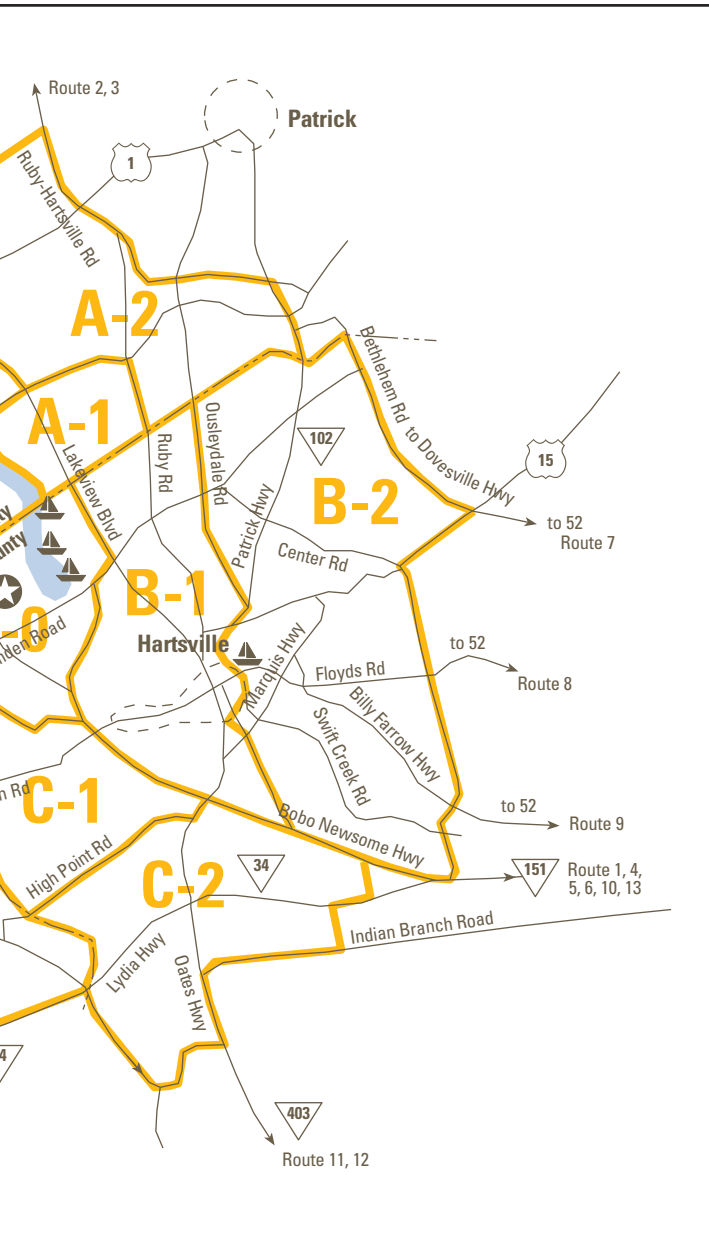 Route 2, 3
Patrick
1
Ruby-Hartsville Rd
A-2
Bethlehem Rd
to Dovesville Hwy
A-1
Ousleydale Rd
102
15
Ruby Rd
Lakeview Blvd
B-2
Patrick Hwy
to 52
Route 7
Center Rd
B-1
Hartsville
Marquis Hwy
to 52
Floyds Rd
Route 8
Billy Farrow Hwy
Swift Creek Rd
C-1
to 52
Route 9
Bobo Newsome Hwy
High Point Rd
34
C-2
151
Route 1, 4,
5, 6, 10, 13
Indian Branch Road
Lydia Hwy
Oates Hwy
403
Route 11, 12